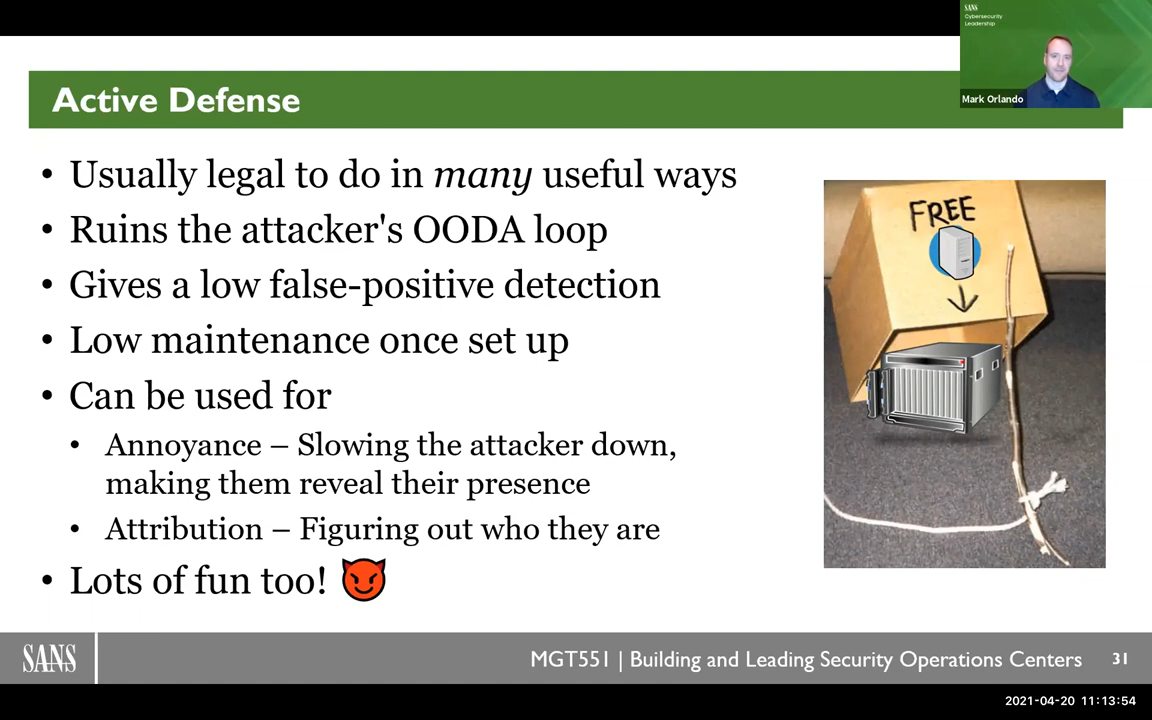 SANS
Cybersecurity
Leadership
Mark Orlando
Active Defense
• Usually legal to do in many useful ways
• Ruins the attacker's OODA loop
• Gives a low false-positive detection
• Low maintenance once set up
• Can be used for
• Annoyance – Slowing the attacker down,
making them reveal their presence
• Attribution – Figuring out who they are
• Lots of fun too! 😈
FREE
SANS
MGT551 | Building and Leading Security Operations Centers
31
2021-04-20 11:13:54